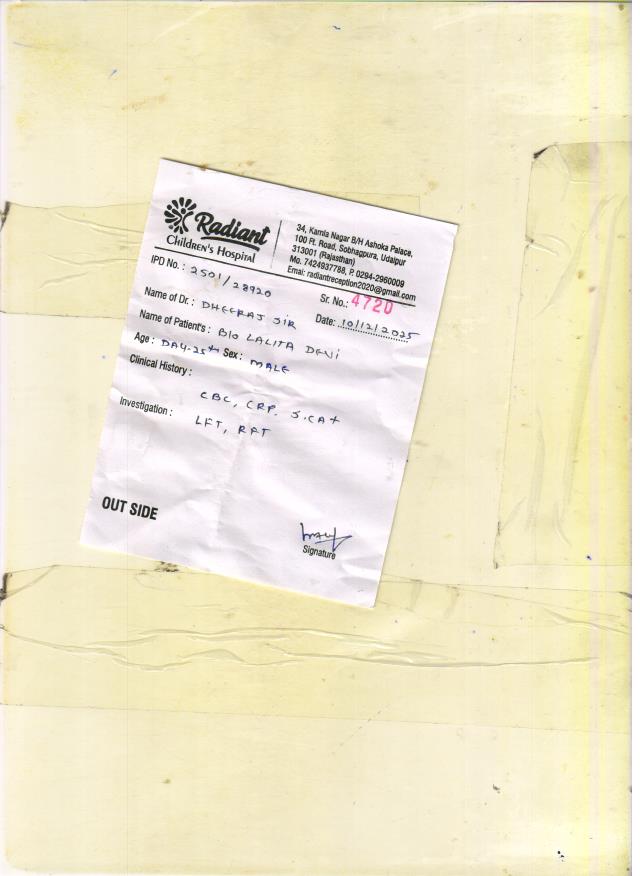 Radiant
Children's Hospital
34, Kamla Nagar B/H Ashoka Palace,
100 Ft. Road, Sobhagpura, Udaipur
313001 (Rajasthan)
Mo. 7424937788, P. 0294-2960009
Emai: radiantreception2020@gmail.com
IPD No.: 2501/28920
Sr. No.: 4720
Name of Dr.: DHEERAJ SIR
Date: 10/12/2025
Name of Patient's: B/O LALITA DEVI
Age: DAY-25th Sex: MALE
Clinical History:
CBC, CRP. S.CA+
Investigation:
LFT, RFT
OUT SIDE
Signature